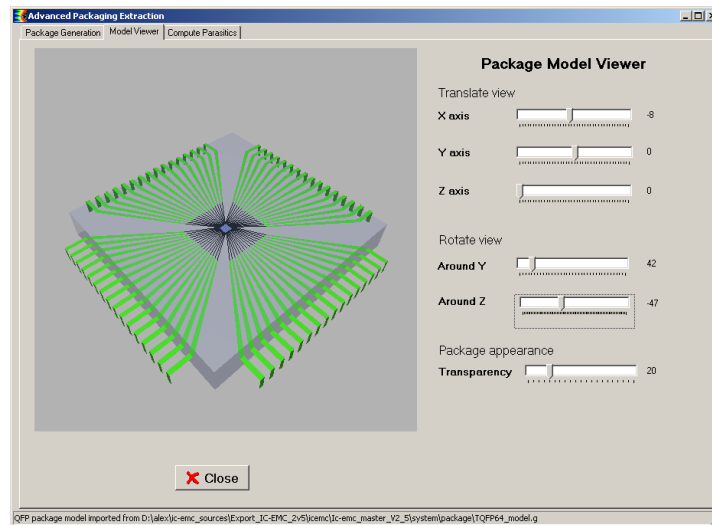 Advanced Packaging Extraction
Package Generation Model Viewer Compute Parasitics
Package Model Viewer
Translate view
X axis -8
Y axis 0
Z axis 0
Rotate view
Around Y 42
Around Z -47
Package appearance
Transparency 20
Close
QFP package model imported from D:\alex\ic-emc_sources\Export_IC-EMC_2v5\icemc\Ic-emc_master_V2_5\system\package\TQFP64_model.g